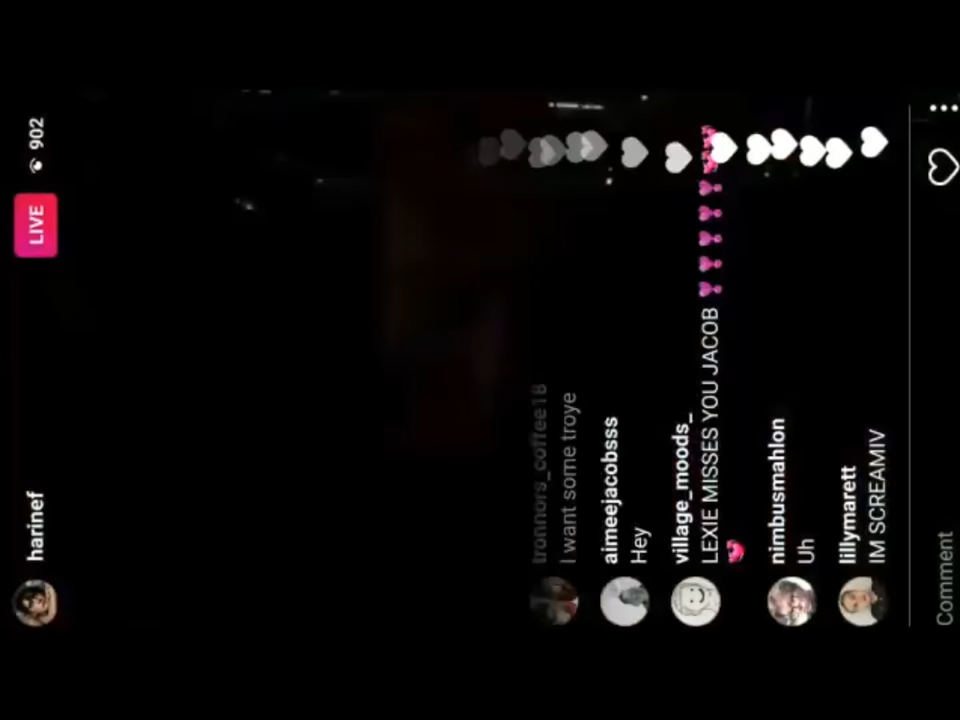 harinef
LIVE
902
tronnors_coffee18
I want some troye
aimeejacobsss
Hey
village_moods_
LEXIE MISSES YOU JACOB 💘❣❣❣❣❣💞
💞
nimbusmahlon
Uh
lillymarett
IM SCREAMIV
Comment